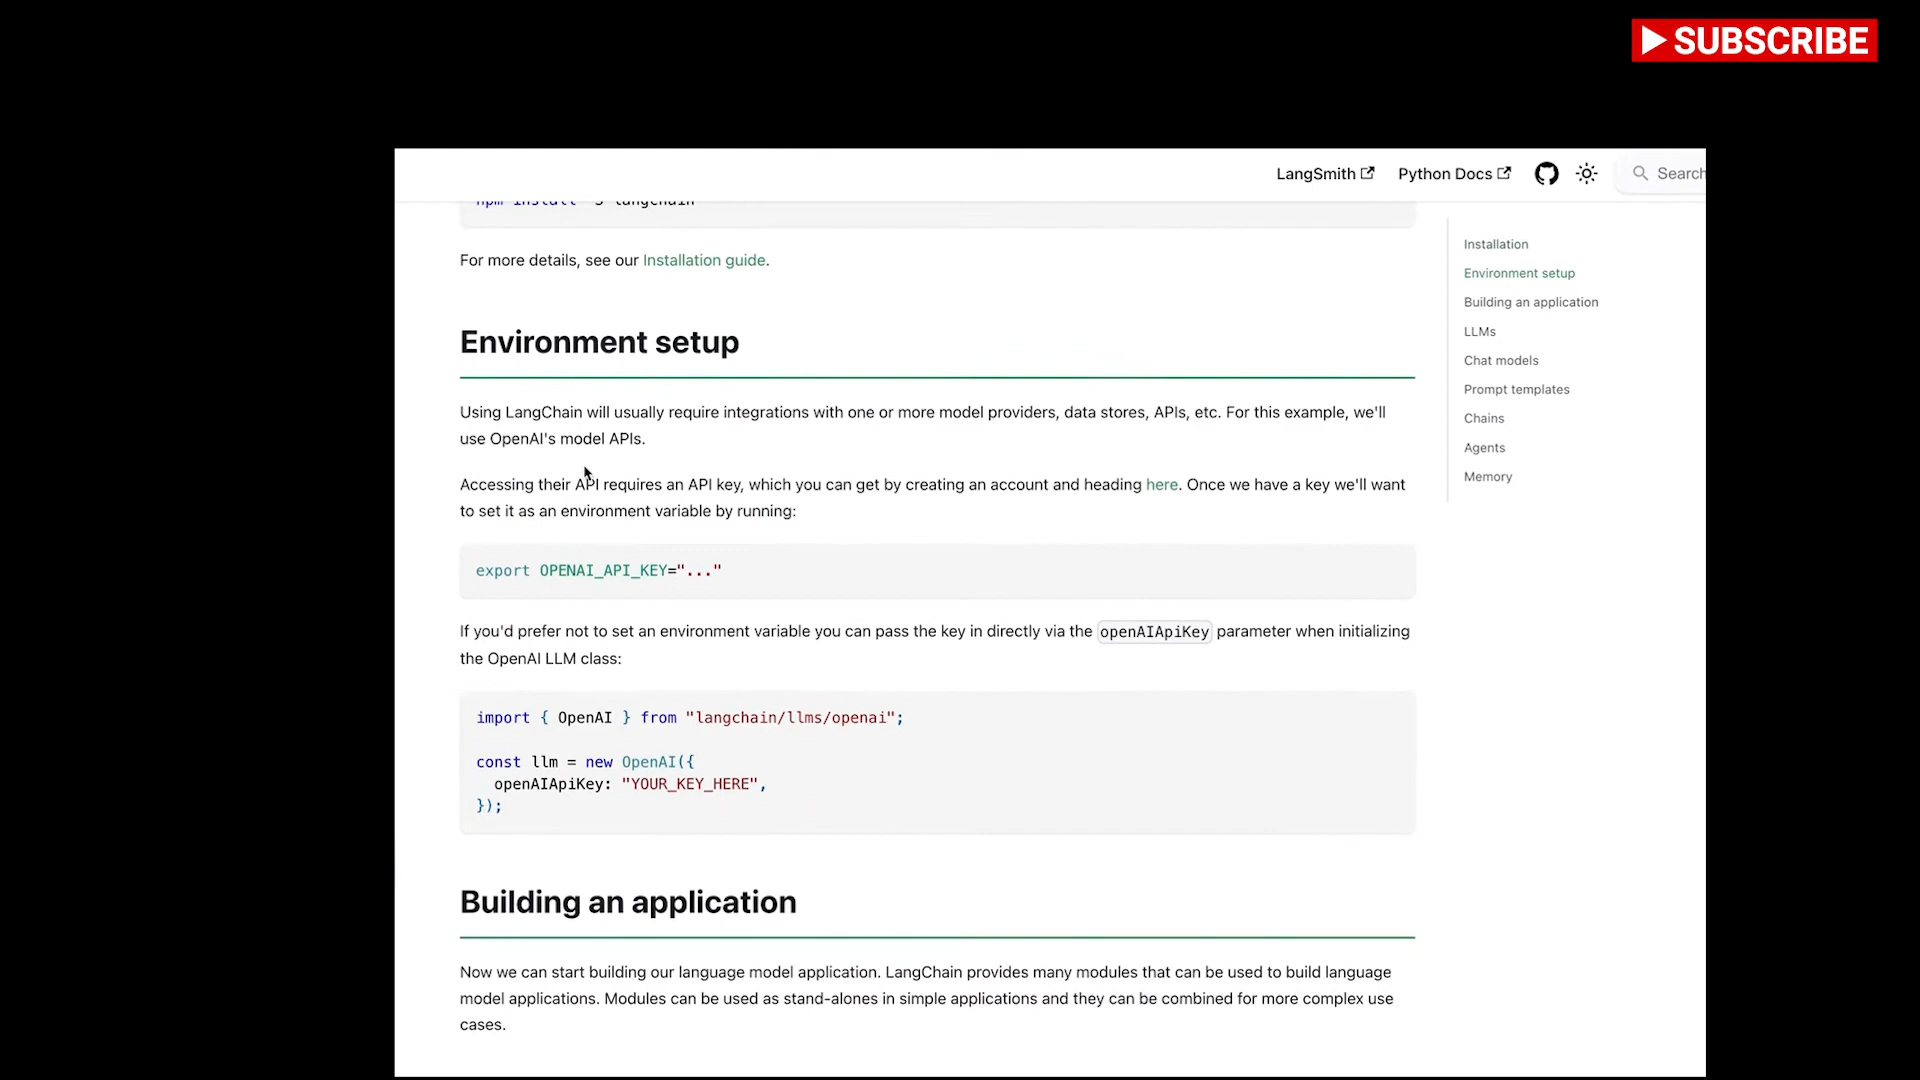 SUBSCRIBE
LangSmith
Python Docs
Search
npm install -S langchain
For more details, see our Installation guide.
Installation
Environment setup
Building an application
LLMs
Chat models
Prompt templates
Chains
Agents
Memory
Environment setup
Using LangChain will usually require integrations with one or more model providers, data stores, APIs, etc. For this example, we'll
use OpenAI's model APIs.
Accessing their API requires an API key, which you can get by creating an account and heading here. Once we have a key we'll want
to set it as an environment variable by running:
export OPENAI_API_KEY="..."
If you'd prefer not to set an environment variable you can pass the key in directly via the openAIApiKey parameter when initializing
the OpenAI LLM class:
import { OpenAI } from "langchain/llms/openai";
const llm = new OpenAI({
openAIApiKey: "YOUR_KEY_HERE",
});
Building an application
Now we can start building our language model application. LangChain provides many modules that can be used to build language
model applications. Modules can be used as stand-alones in simple applications and they can be combined for more complex use
cases.